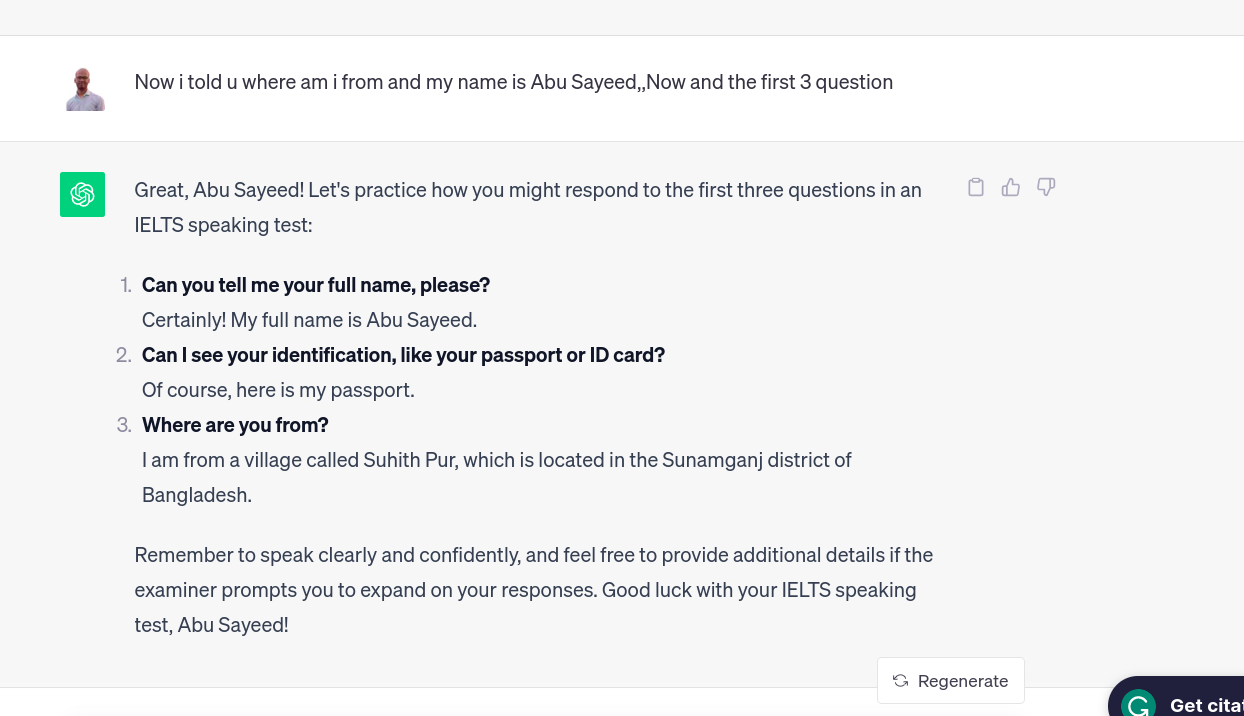 Now i told u where am i from and my name is Abu Sayeed,,Now and the first 3 question
Great, Abu Sayeed! Let's practice how you might respond to the first three questions in an
IELTS speaking test:
1. Can you tell me your full name, please?
Certainly! My full name is Abu Sayeed.
2. Can I see your identification, like your passport or ID card?
Of course, here is my passport.
3. Where are you from?
I am from a village called Suhith Pur, which is located in the Sunamganj district of
Bangladesh.
Remember to speak clearly and confidently, and feel free to provide additional details if the
examiner prompts you to expand on your responses. Good luck with your IELTS speaking
test, Abu Sayeed!
Regenerate
Get citat